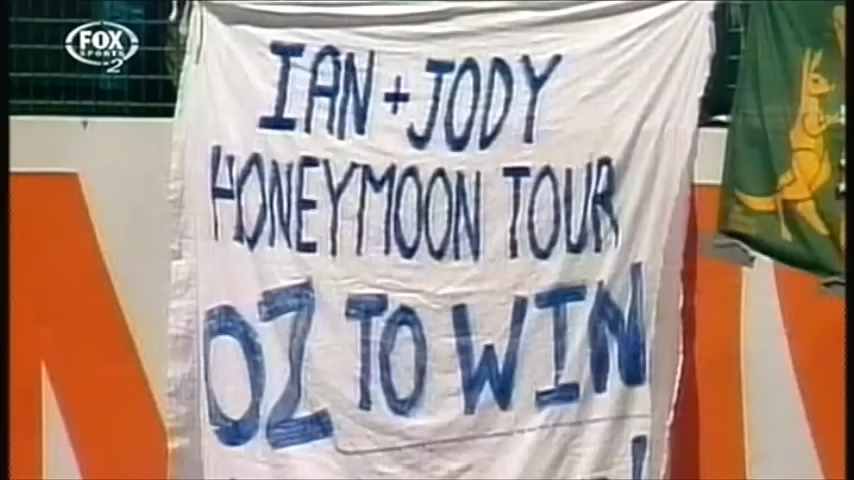 FOX
SPORTS
2
IAN + JODY
HONEYMOON TOUR
OZ TO WIN